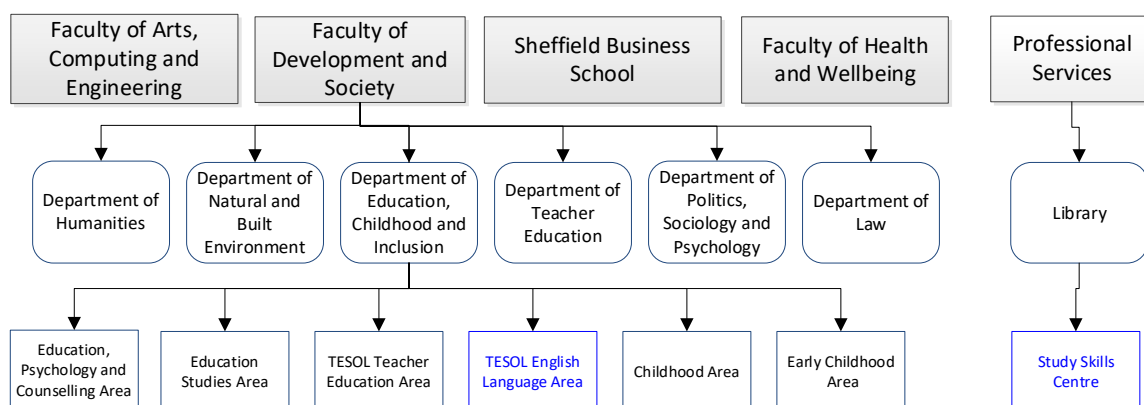 Faculty of Arts,
Computing and
Engineering
Faculty of
Development and
Society
Sheffield Business
School
Faculty of Health
and Wellbeing
Professional
Services
Department of
Humanities
Department of
Natural and
Built
Environment
Department of
Education,
Childhood and
Inclusion
Department of
Teacher
Education
Department of
Politics,
Sociology and
Psychology
Department of
Law
Library
Education,
Psychology and
Counselling Area
Education
Studies Area
TESOL Teacher
Education Area
TESOL English
Language Area
Childhood Area
Early Childhood
Area
Study Skills
Centre